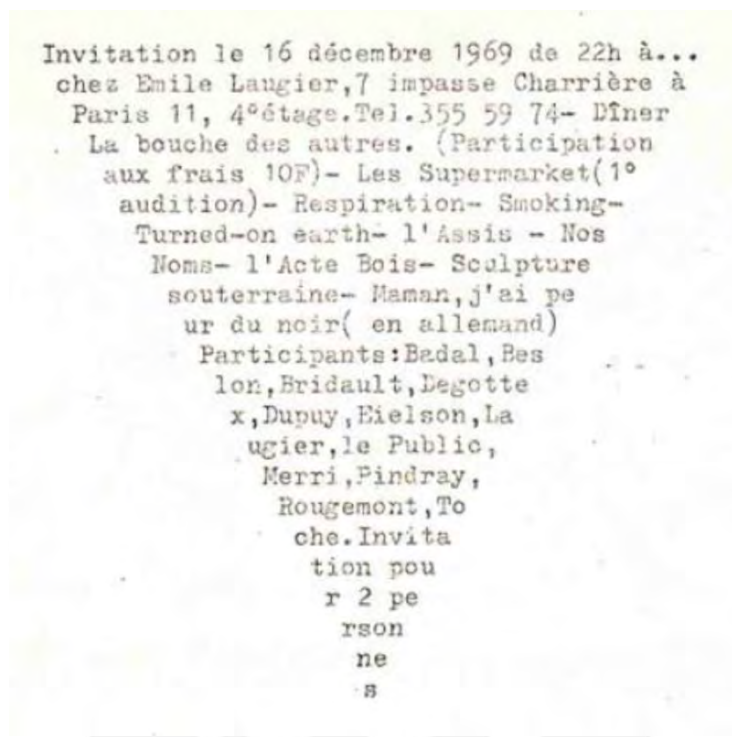 Invitation le 16 décembre 1969 de 22h à...
chez Emile Laugier,7 impasse Charrière à
Paris 11, 4°étage.Tel.355 59 74- Dîner
La bouche des autres. (Participation
aux frais 10F)- Les Supermarket(1°
audition)- Respiration- Smoking-
Turned-on earth- l'Assis - Nos
Noms- l'Acte Bois- Sculpture
souterraine- Maman,j'ai pe
ur du noir( en allemand)
Participants:Badal,Bes
lon,Bridault,Degotte
x,Dupuy,Eielson,La
ugier,le Public,
Merri,Pindray,
Rougemont,To
che.Invita
tion pou
r 2 pe
rson
ne
s